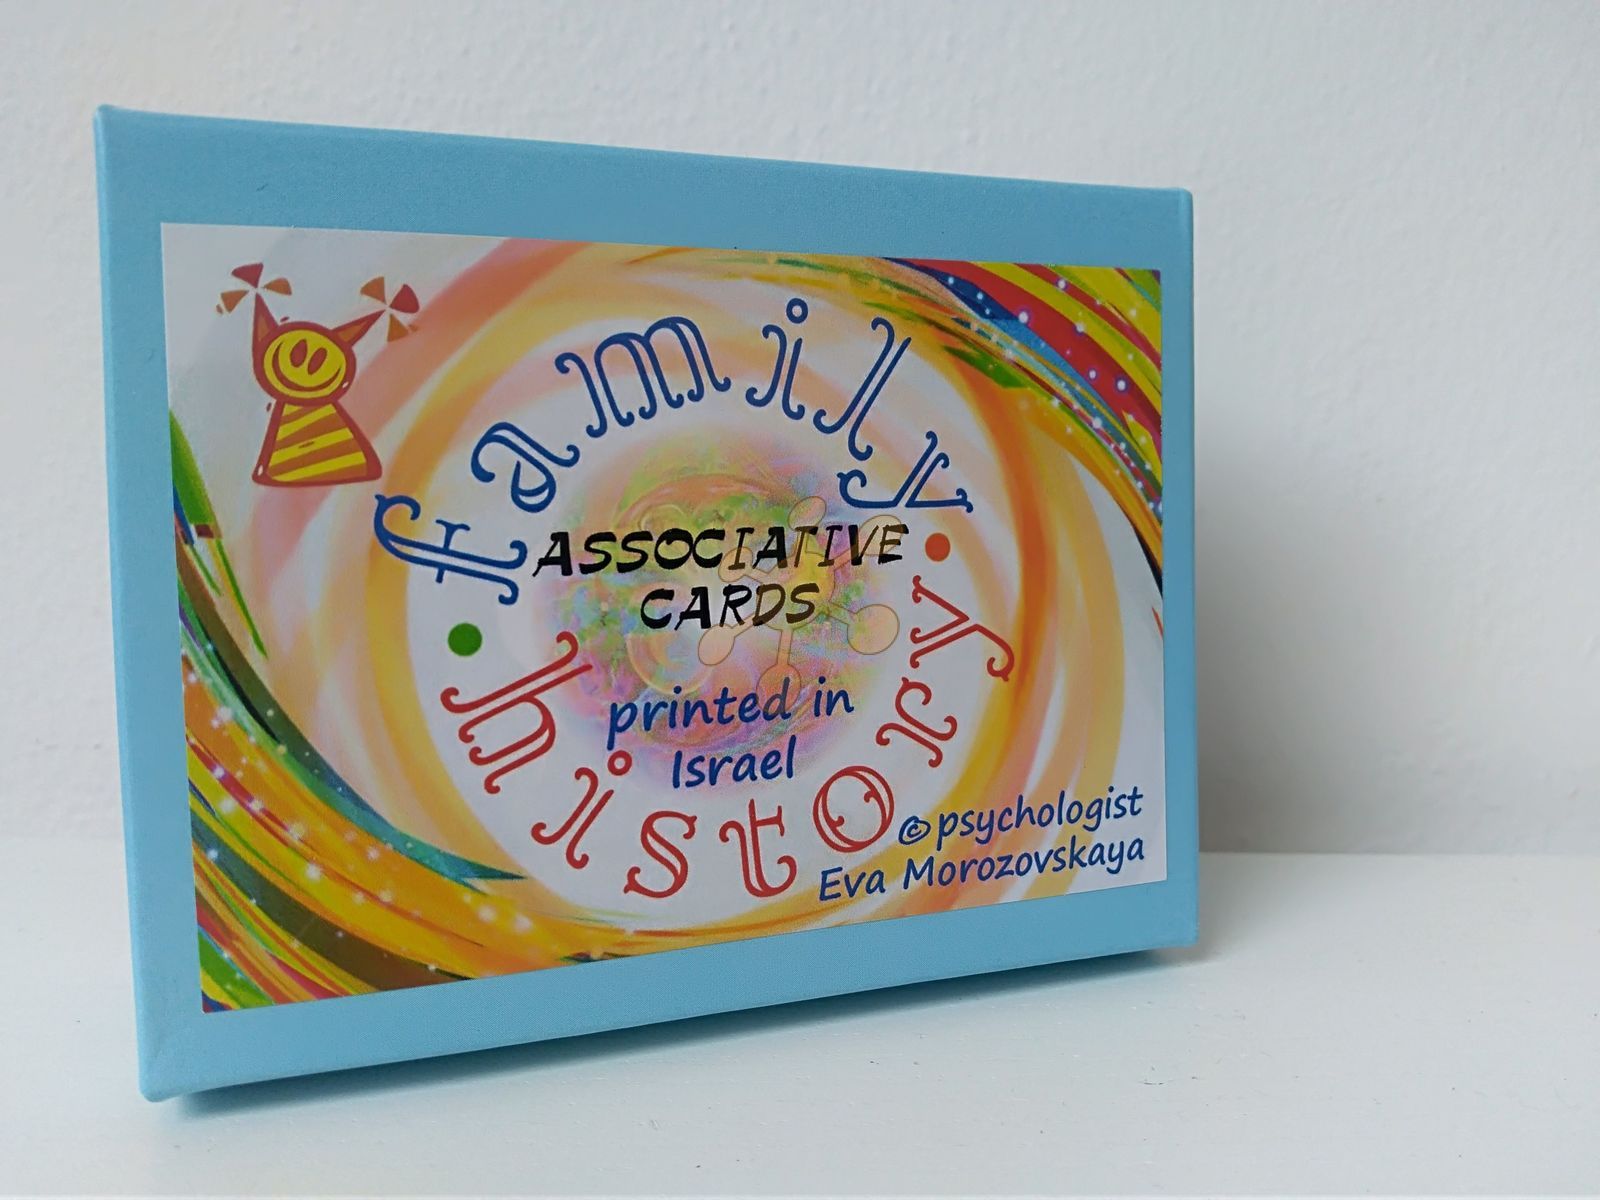 family
ASSOCIATIVE
CARDS
printed in
Israel
history
©psychologist
Eva Morozovskaya